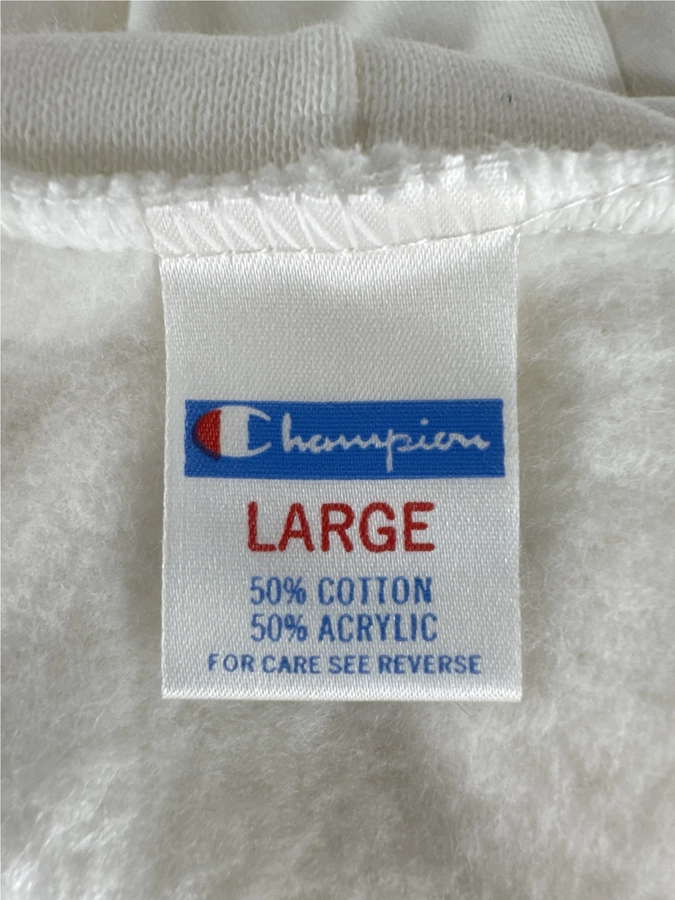 Champion
LARGE
50% COTTON
50% ACRYLIC
FOR CARE SEE REVERSE